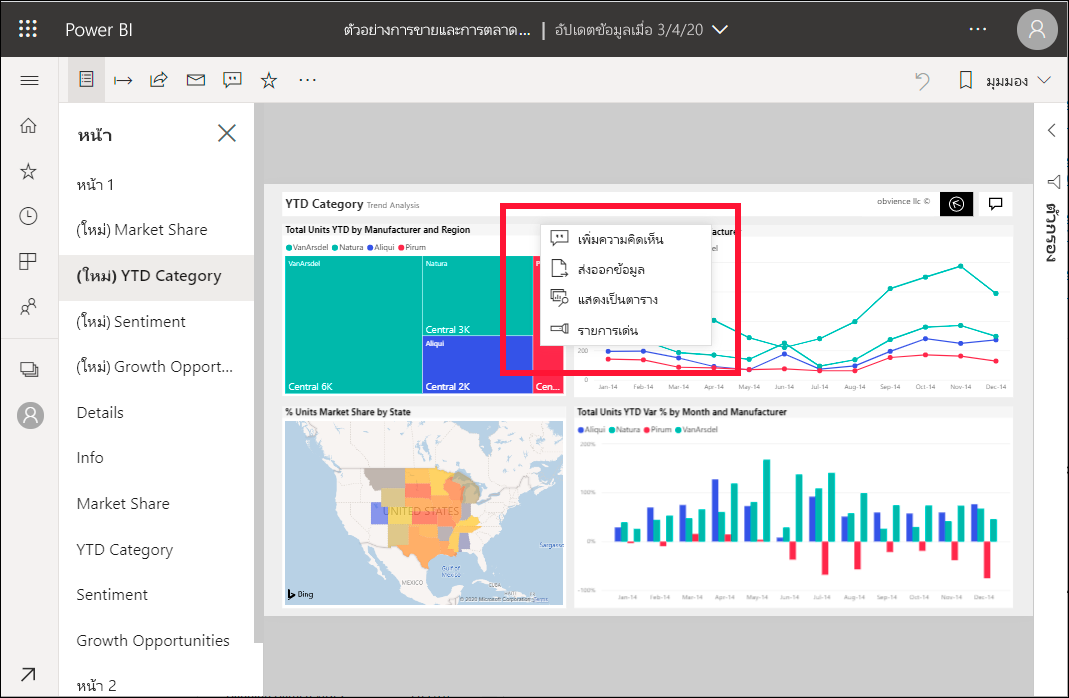 Power BI
ตัวอย่างการขายและการตลาด... | อัปเดตข้อมูลเมื่อ 3/4/20
มุมมอง
หน้า
หน้า 1
(ใหม่) Market Share
(ใหม่) YTD Category
(ใหม่) Sentiment
(ใหม่) Growth Opport...
Details
Info
Market Share
YTD Category
Sentiment
Growth Opportunities
หน้า 2
YTD Category Trend Analysis
obvience llc ©
Total Units YTD by Manufacturer and Region
VanArsdel Natura Aliqui Pirum
VanArsdel
Natura
Central 3K
Aliqui
Central 6K
Central 2K
Cen...
เพิ่มความคิดเห็น
ส่งออกข้อมูล
แสดงเป็นตาราง
รายการเด่น
200
0
Jan-14 Feb-14 Mar-14 Apr-14 May-14 Jun-14 Jul-14 Aug-14 Sep-14 Oct-14 Nov-14 Dec-14
% Units Market Share by State
UNITED STATES
Gulf of
Mexico
MEXICO
CUBA
Bing
© 2020 Microsoft Corporation Terms
Total Units YTD Var % by Month and Manufacturer
Aliqui Natura Pirum VanArsdel
200%
100%
0%
-100%
Jan-14 Feb-14 Mar-14 Apr-14 May-14 Jun-14 Jul-14 Aug-14 Sep-14 Oct-14 Nov-14 Dec-14
ตัวกรอง